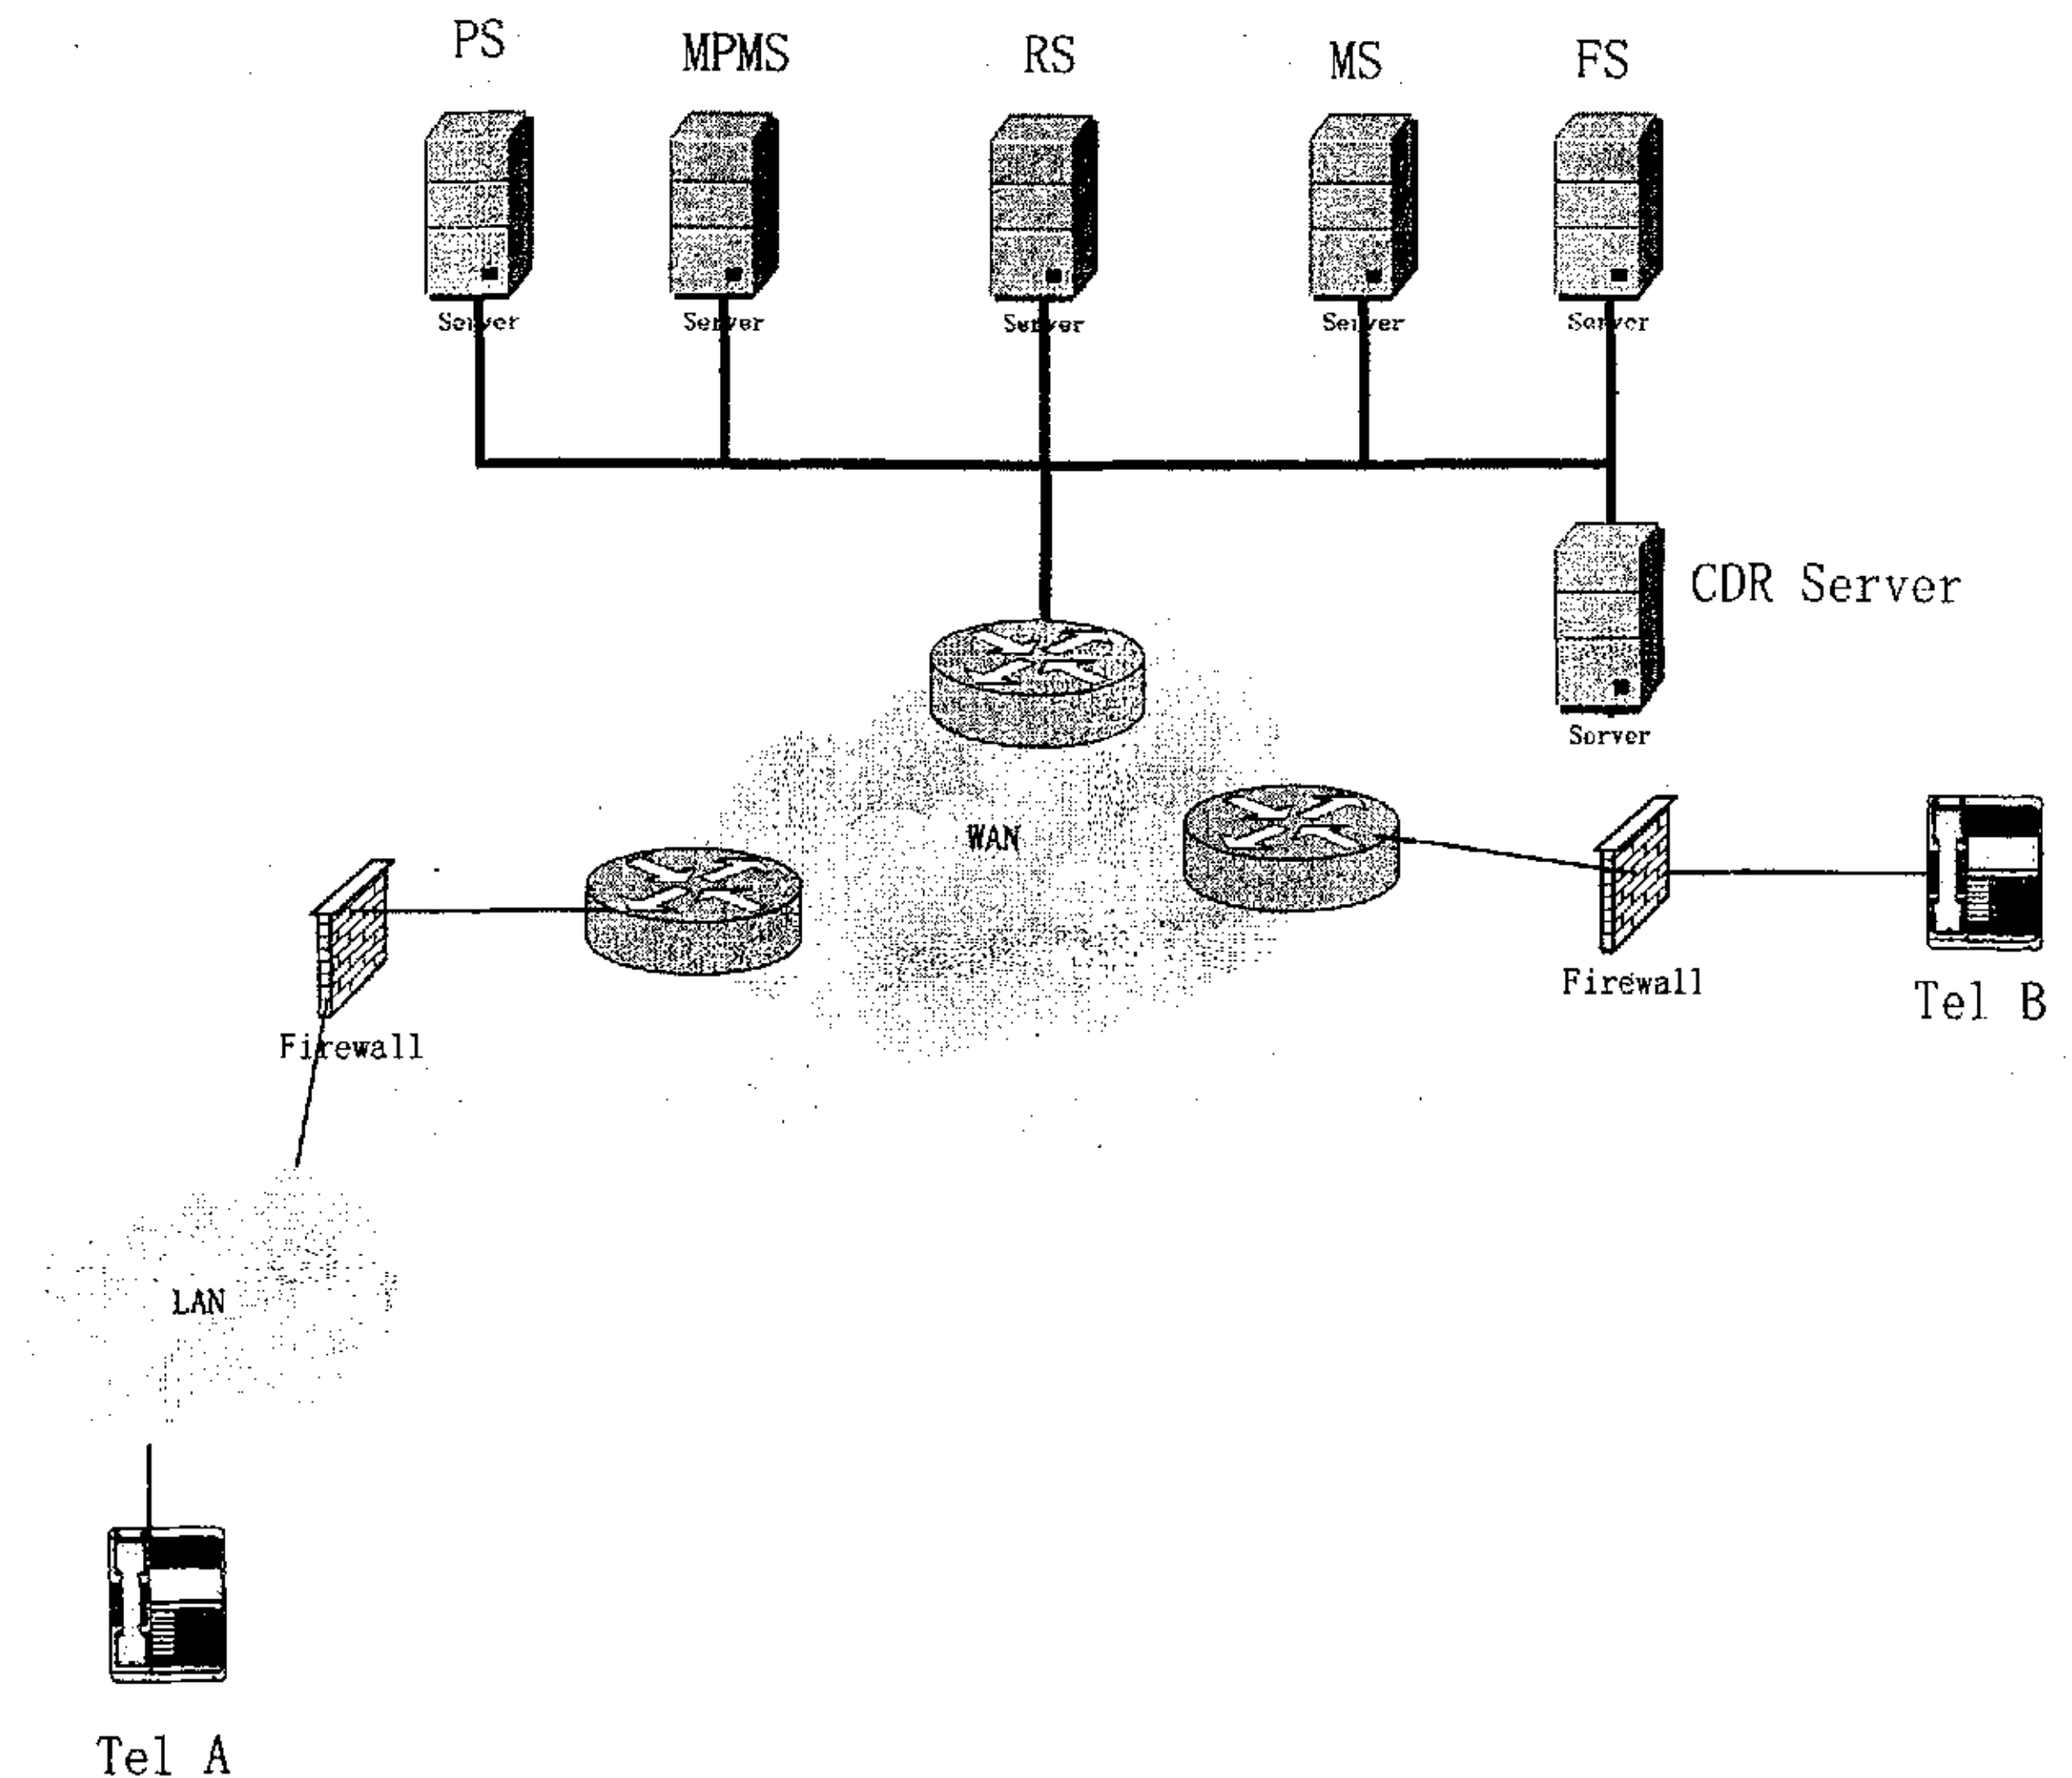 PS
MPMS
RS
MS
FS
Server
Server
Server
Server
Server
CDR Server
Server
WAN
Firewall
Tel B
Firewall
LAN
Tel A